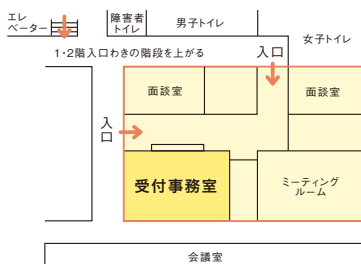 エレ
ベーター
障害者
トイレ
男子トイレ
女子トイレ
1・2階入口わきの階段を上がる
入口
面談室
面談室
入口
受付事務室
ミーティング
ルーム
会議室